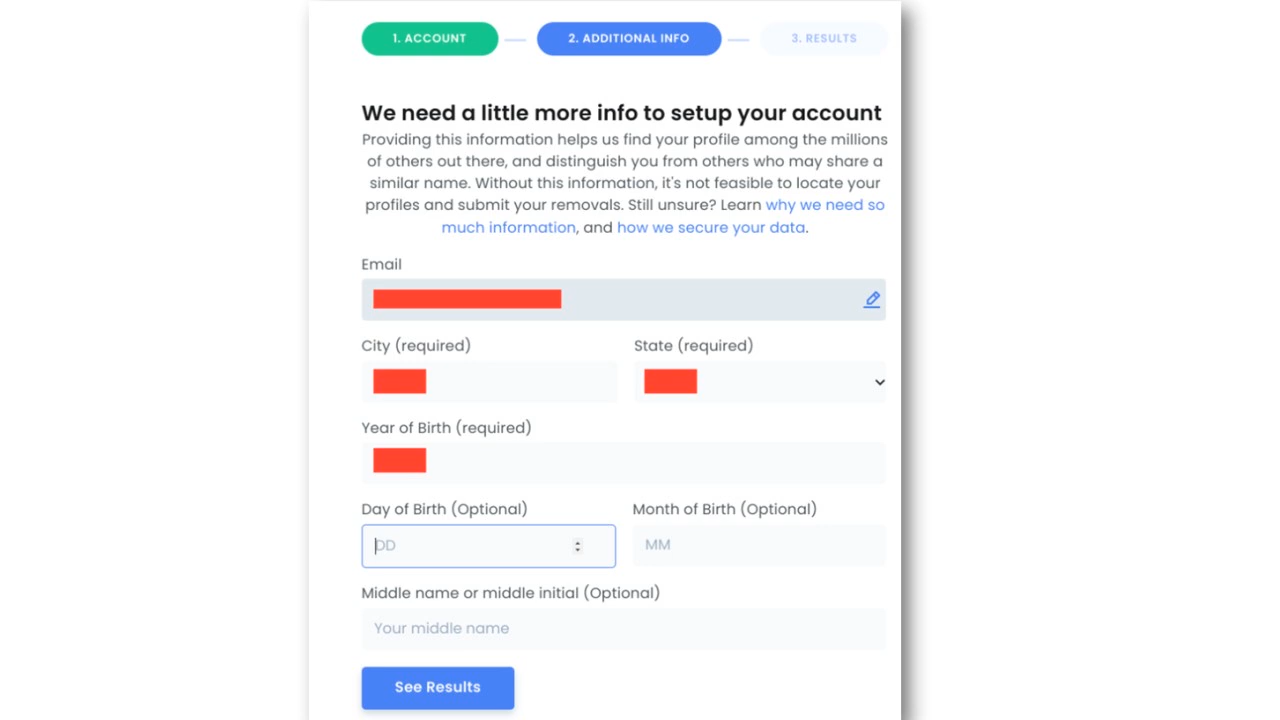 1. ACCOUNT
2. ADDITIONAL INFO
3. RESULTS
We need a little more info to setup your account
Providing this information helps us find your profile among the millions
of others out there, and distinguish you from others who may share a
similar name. Without this information, it's not feasible to locate your
profiles and submit your removals. Still unsure? Learn why we need so
much information, and how we secure your data.
Email
City (required)
State (required)
Year of Birth (required)
Day of Birth (Optional)
Month of Birth (Optional)
DD
MM
Middle name or middle initial (Optional)
Your middle name
See Results